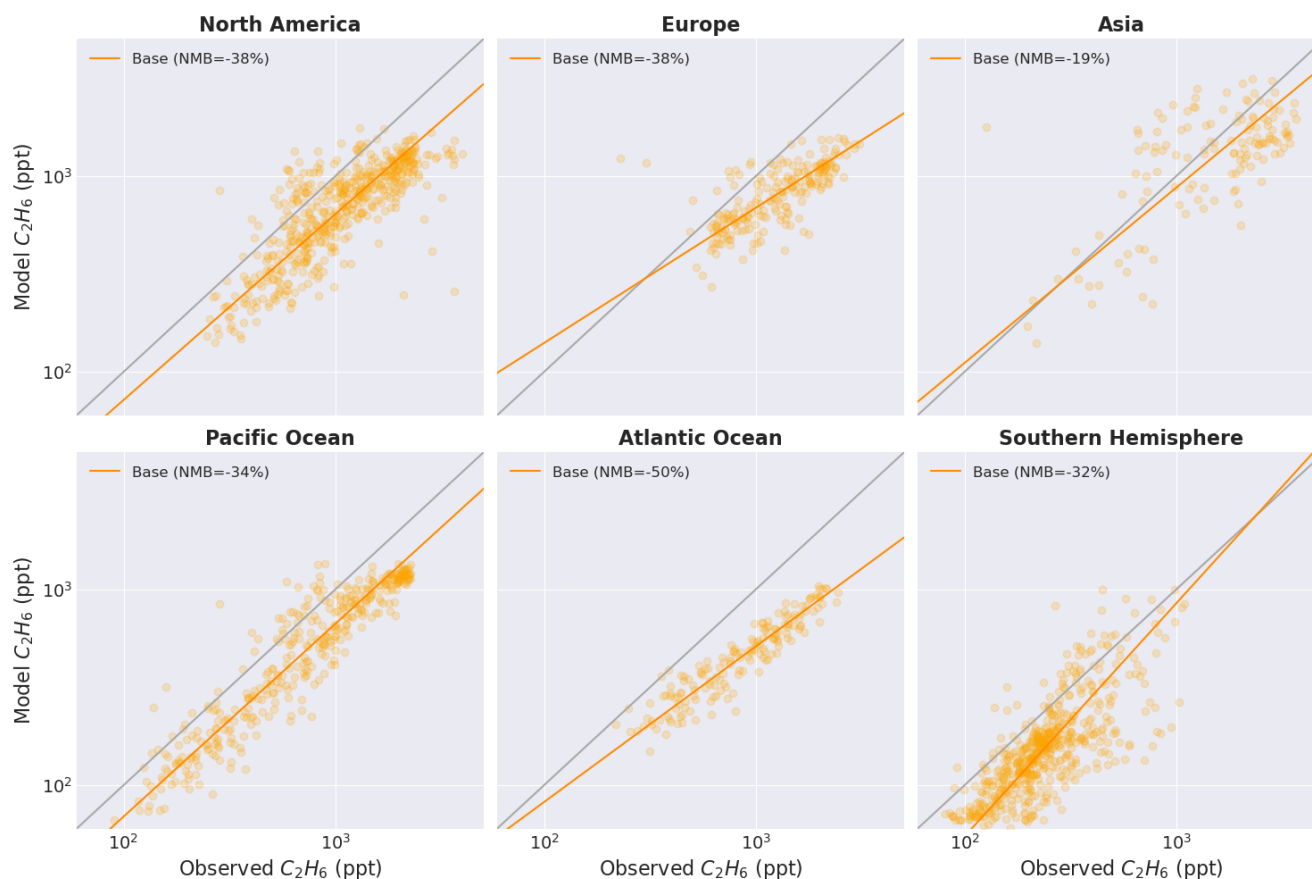 North America
Europe
Asia
Base (NMB=-38%)
Base (NMB=-38%)
Base (NMB=-19%)
Model C₂H₆ (ppt)
10³
10²
Pacific Ocean
Atlantic Ocean
Southern Hemisphere
Base (NMB=-34%)
Base (NMB=-50%)
Base (NMB=-32%)
Model C₂H₆ (ppt)
10³
10²
10² 10³
10² 10³
10² 10³
Observed C₂H₆ (ppt)
Observed C₂H₆ (ppt)
Observed C₂H₆ (ppt)